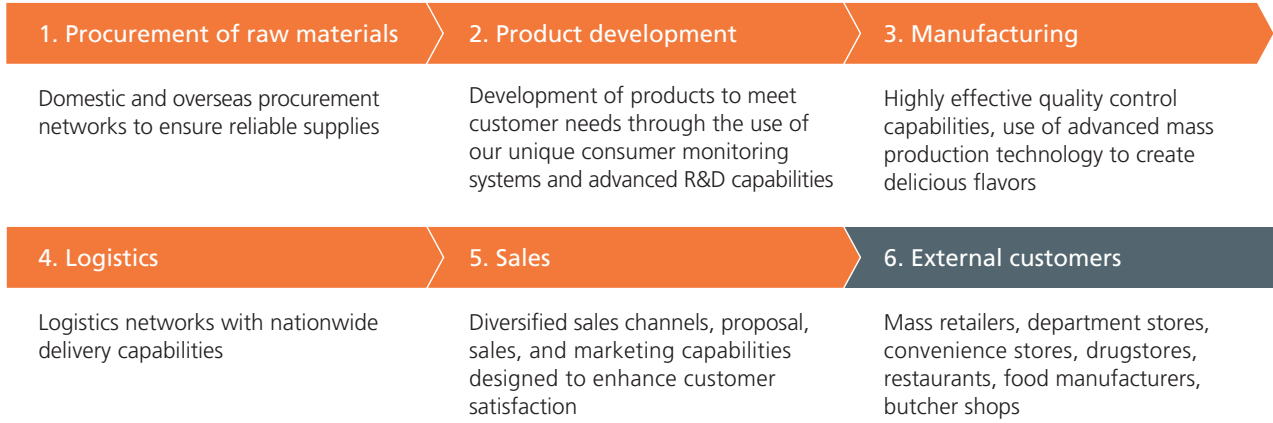 1. Procurement of raw materials
Domestic and overseas procurement
networks to ensure reliable supplies
2. Product development
Development of products to meet
customer needs through the use of
our unique consumer monitoring
systems and advanced R&D capabilities
3. Manufacturing
Highly effective quality control
capabilities, use of advanced mass
production technology to create
delicious flavors
4. Logistics
Logistics networks with nationwide
delivery capabilities
5. Sales
Diversified sales channels, proposal,
sales, and marketing capabilities
designed to enhance customer
satisfaction
6. External customers
Mass retailers, department stores,
convenience stores, drugstores,
restaurants, food manufacturers,
butcher shops